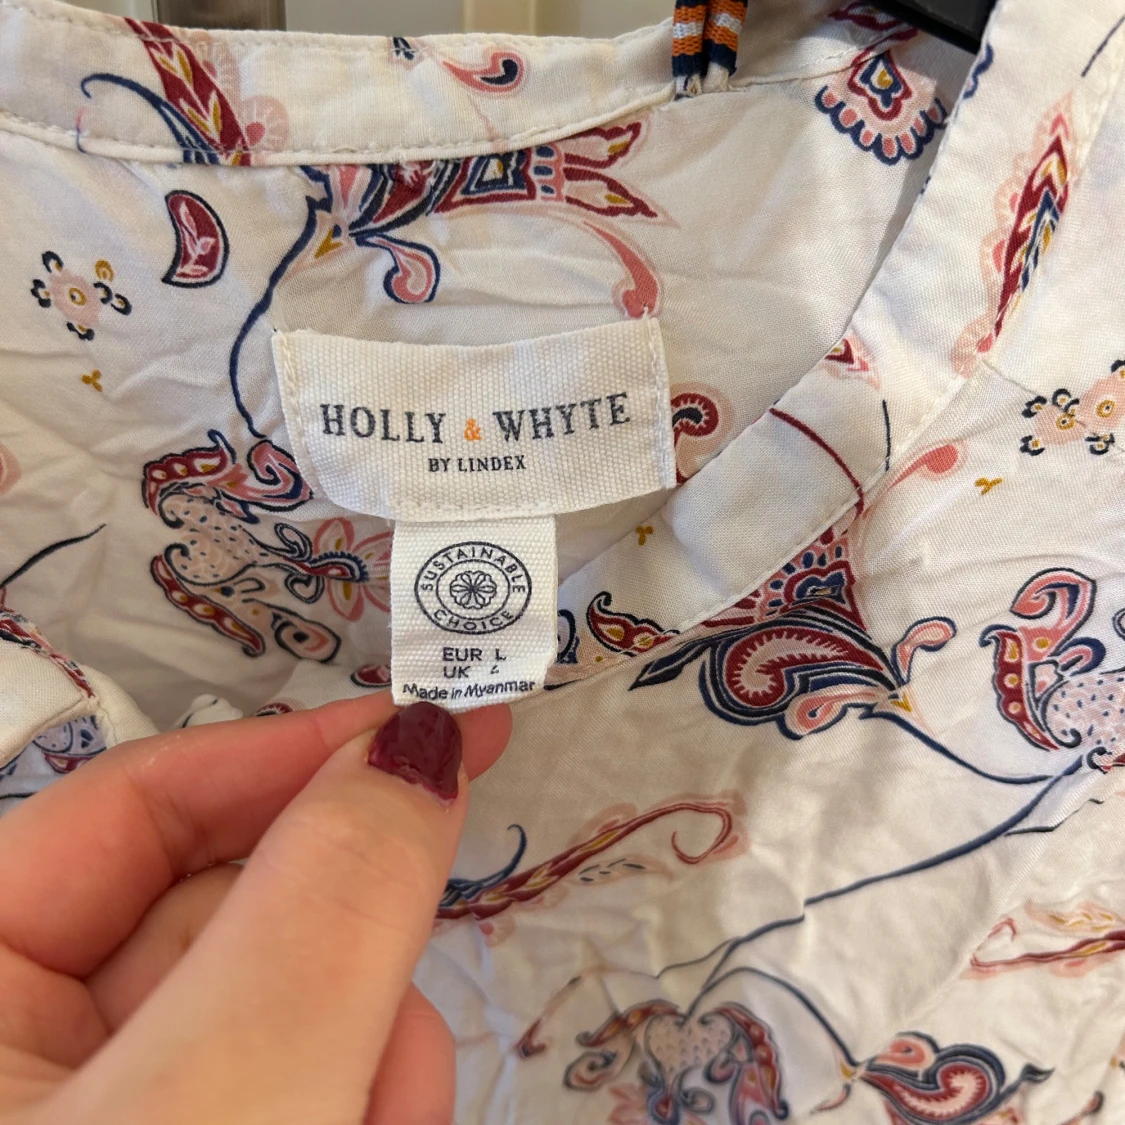 HOLLY & WHYTE
BY LINDEX
SUSTAINABLE
CHOICE
EUR L
UK L
Made in Myanmar